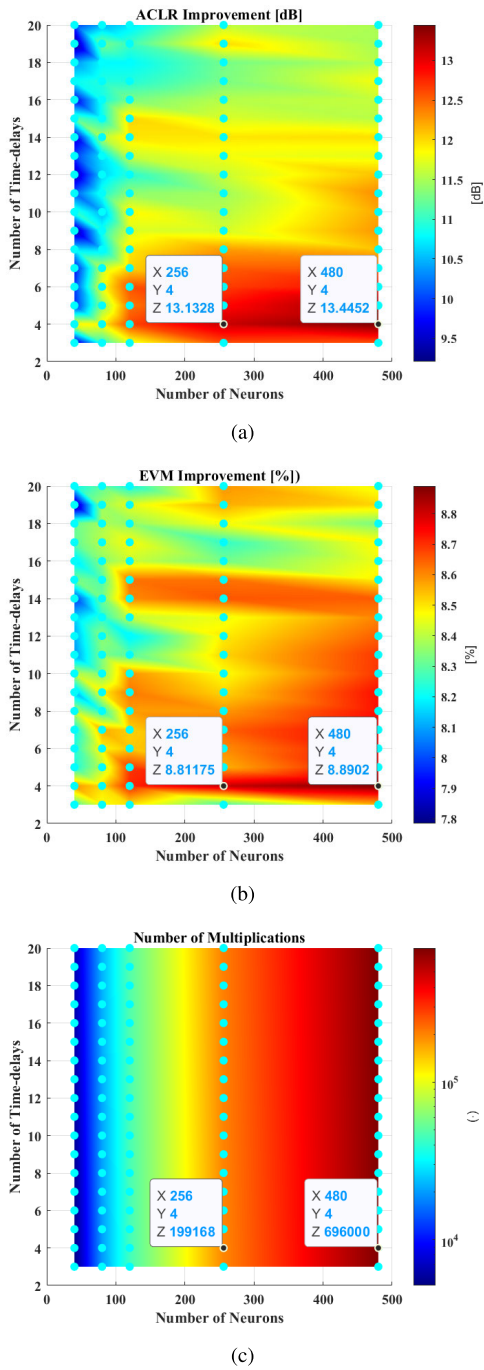 ACLR Improvement [dB]
20
18
16
14
12
10
8
6
4
2
Number of Time-delays
X 256
Y 4
Z 13.1328
X 480
Y 4
Z 13.4452
0
100
200
300
400
500
Number of Neurons
13
12.5
12
11.5
11
10.5
10
9.5
[dB]
(a)
EVM Improvement [%])
20
18
16
14
12
10
8
6
4
2
Number of Time-delays
X 256
Y 4
Z 8.81175
X 480
Y 4
Z 8.8902
0
100
200
300
400
500
Number of Neurons
8.8
8.7
8.6
8.5
8.4
8.3
8.2
8.1
8
7.9
7.8
[%]
(b)
Number of Multiplications
20
18
16
14
12
10
8
6
4
2
Number of Time-delays
X 256
Y 4
Z 199168
X 480
Y 4
Z 696000
0
100
200
300
400
500
Number of Neurons
10⁵
10⁴
(·)
(c)